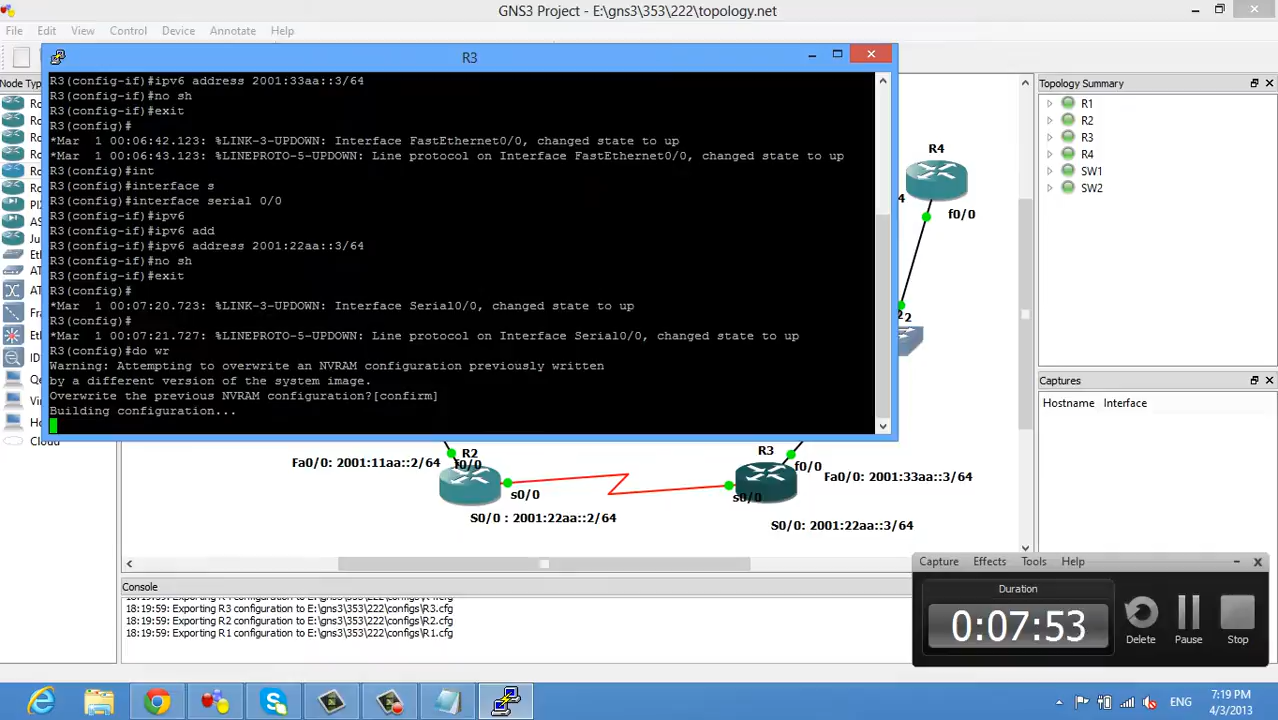 GNS3 Project - E:\gns3\353\222\topology.net
File Edit View Control Device Annotate Help
R3
Node Ty
R3(config-if)#ipv6 address 2001:33aa::3/64
R3(config-if)#no sh
R3(config-if)#exit
R3(config)#
*Mar  1 00:06:42.123: %LINK-3-UPDOWN: Interface FastEthernet0/0, changed state to up
*Mar  1 00:06:43.123: %LINEPROTO-5-UPDOWN: Line protocol on Interface FastEthernet0/0, changed state to up
R3(config)#int
R3(config)#interface s
R3(config)#interface serial 0/0
R3(config-if)#ipv6
R3(config-if)#ipv6 add
R3(config-if)#ipv6 address 2001:22aa::3/64
R3(config-if)#no sh
R3(config-if)#exit
R3(config)#
*Mar  1 00:07:20.723: %LINK-3-UPDOWN: Interface Serial0/0, changed state to up
R3(config)#
*Mar  1 00:07:21.727: %LINEPROTO-5-UPDOWN: Line protocol on Interface Serial0/0, changed state to up
R3(config)#do wr
Warning: Attempting to overwrite an NVRAM configuration previously written
by a different version of the system image.
Overwrite the previous NVRAM configuration?[confirm]
Building configuration...
R4
f0/0
Topology Summary
R1
R2
R3
R4
SW1
SW2
Captures
Hostname Interface
Fa0/0: 2001:11aa::2/64
R2
f0/0
s0/0
S0/0 : 2001:22aa::2/64
R3
f0/0
s0/0
Fa0/0: 2001:33aa::3/64
S0/0: 2001:22aa::3/64
Console
18:19:59: Exporting R3 configuration to E:\gns3\353\222\configs\R3.cfg
18:19:59: Exporting R2 configuration to E:\gns3\353\222\configs\R2.cfg
18:19:59: Exporting R1 configuration to E:\gns3\353\222\configs\R1.cfg
Capture Effects Tools Help
Duration
0:07:53
Delete Pause Stop
ENG
7:19 PM
4/3/2013